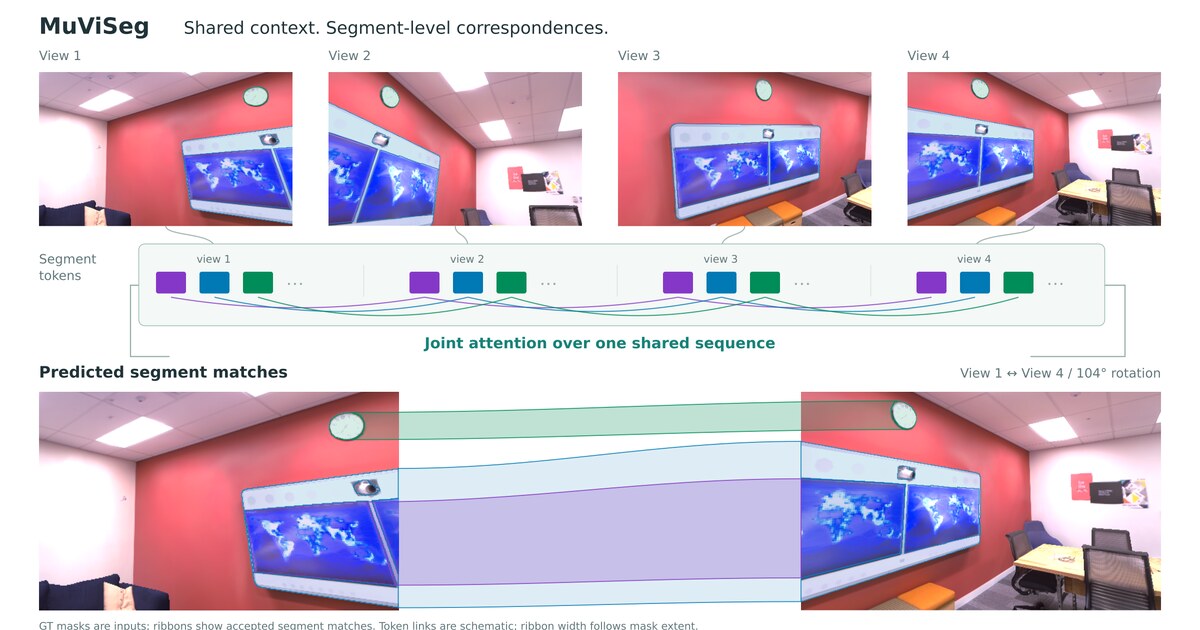 MuViSeg Shared context. Segment-level correspondences.
View 1 View 2 View 3 View 4
Segment tokens
view 1 view 2 view 3 view 4
... ... ... ...
Joint attention over one shared sequence
Predicted segment matches
View 1 ↔ View 4 / 104° rotation
GT masks are inputs; ribbons show accepted segment matches. Token links are schematic; ribbon width follows mask extent.